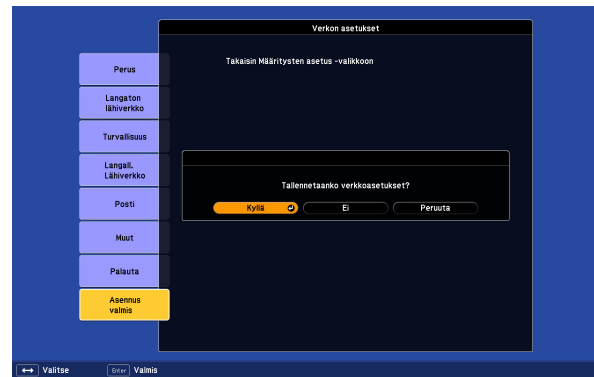 Verkon asetukset
Takaisin Määritysten asetus -valikkoon
Perus
Langaton
lähiverkko
Turvallisuus
Langall.
Lähiverkko
Posti
Muut
Palauta
Asennus
valmis
Tallennetaanko verkkoasetukset?
Kyllä Ei Peruuta
Valitse Enter Valmis